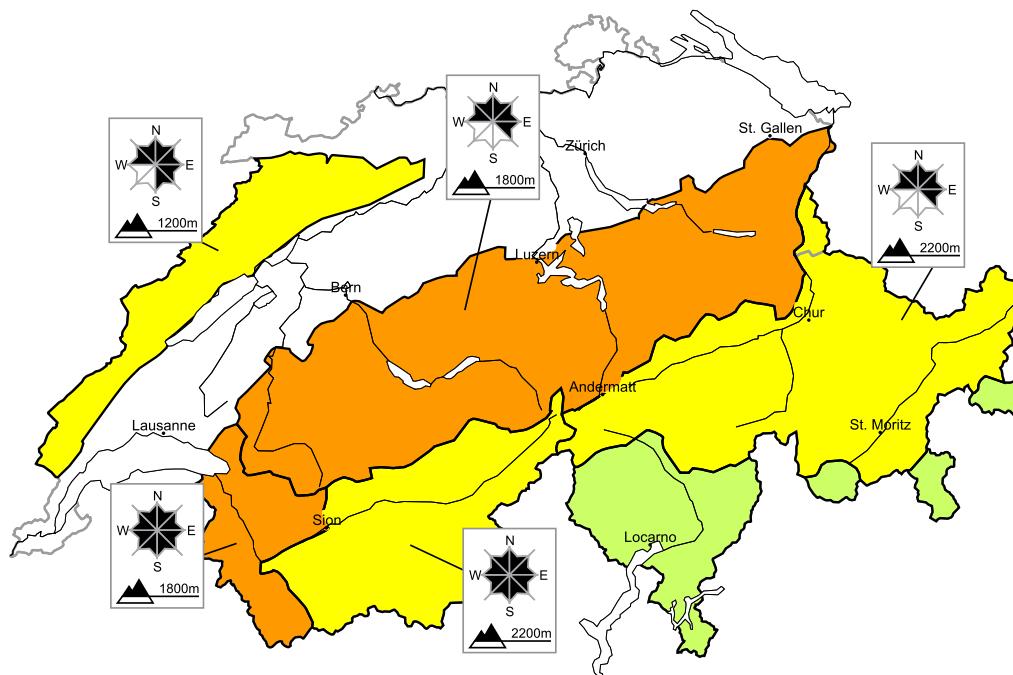 N
W E
S
1800m
St. Gallen
Zürich
N
W E
S
1200m
N
W E
S
2200m
Luzern
Bern
Chur
Andermatt
Lausanne
St. Moritz
N
W E
S
1800m
Sion
Locarno
N
W E
S
2200m